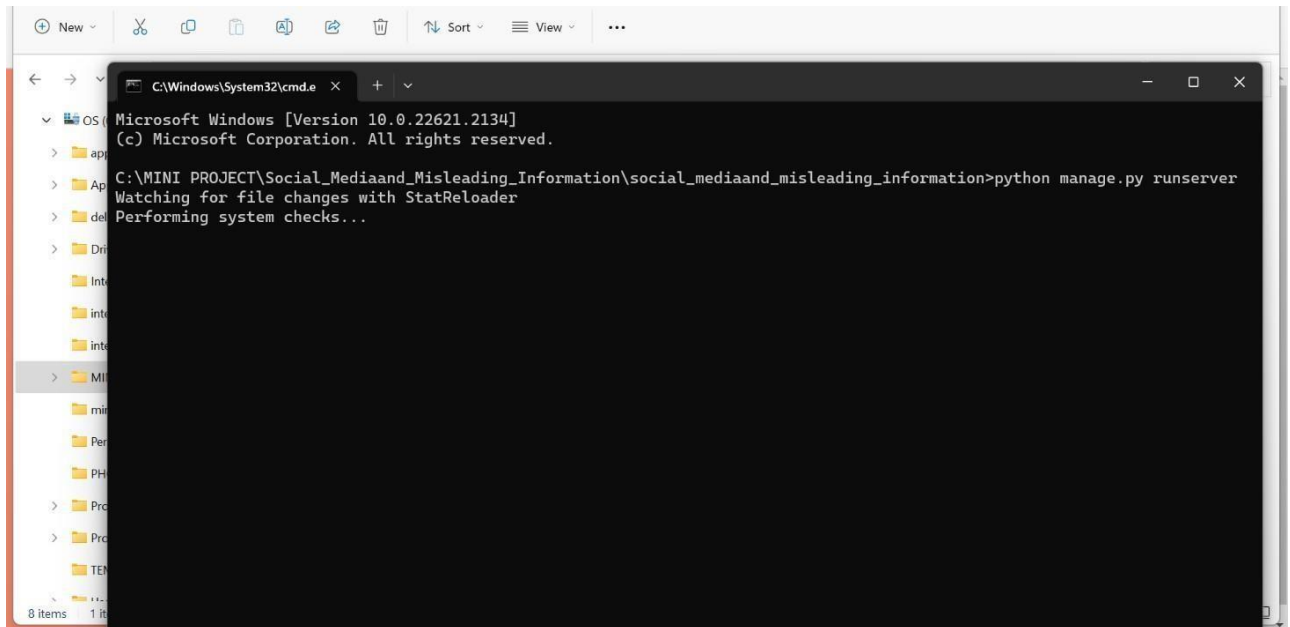 New
Sort
View
C:\Windows\System32\cmd.e
OS
Microsoft Windows [Version 10.0.22621.2134]
(c) Microsoft Corporation. All rights reserved.
C:\MINI PROJECT\Social_Mediaand_Misleading_Information\social_mediaand_misleading_information>python manage.py runserver
Watching for file changes with StatReloader
Performing system checks...
8 items